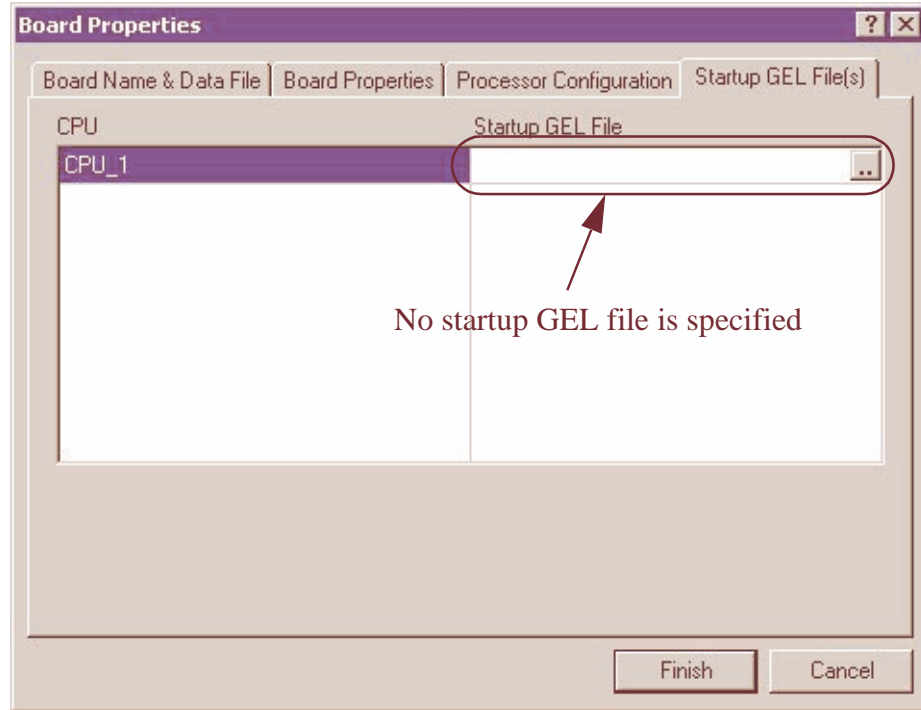 Board Properties
Board Name & Data File Board Properties Processor Configuration Startup GEL File(s)
CPU Startup GEL File
CPU_1 ..
No startup GEL file is specified
Finish Cancel